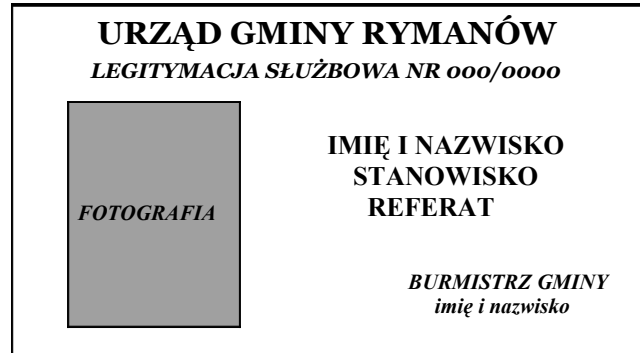 URZĄD GMINY RYMANÓW
LEGITYMACJA SŁUŻBOWA NR 000/0000
IMIĘ I NAZWISKO
STANOWISKO
REFERAT
FOTOGRAFIA
BURMISTRZ GMINY
imię i nazwisko